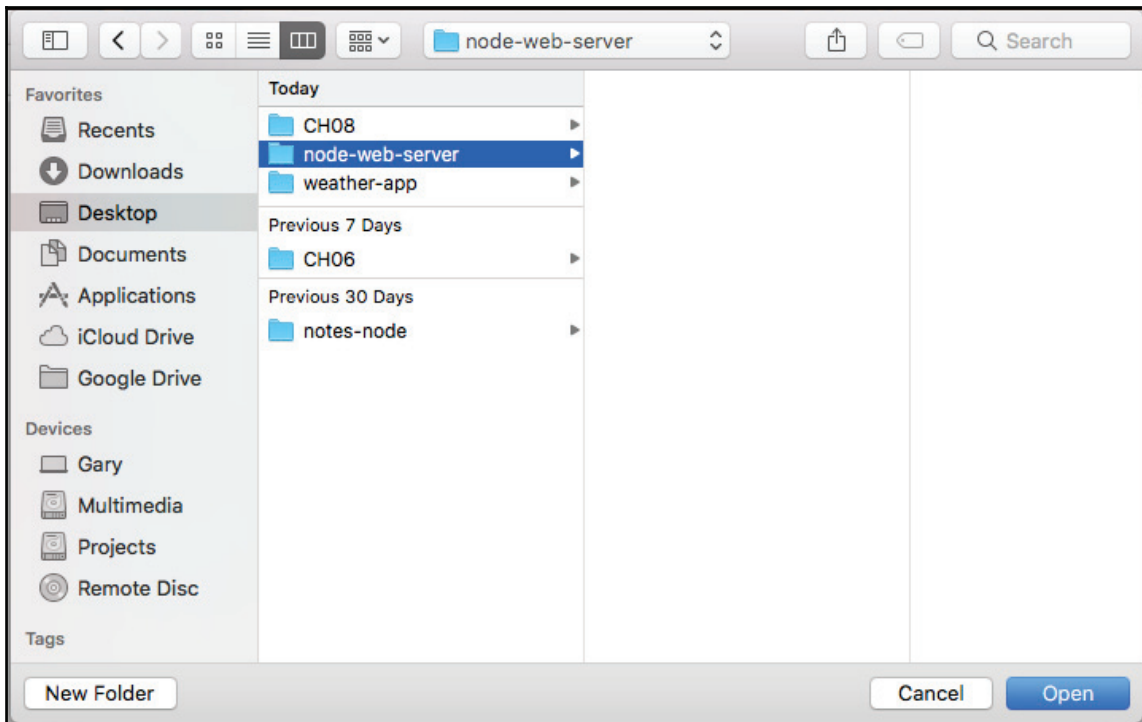 node-web-server
Search
Favorites
Recents
Downloads
Desktop
Documents
Applications
iCloud Drive
Google Drive
Devices
Gary
Multimedia
Projects
Remote Disc
Tags
Today
CH08
node-web-server
weather-app
Previous 7 Days
CH06
Previous 30 Days
notes-node
New Folder
Cancel
Open